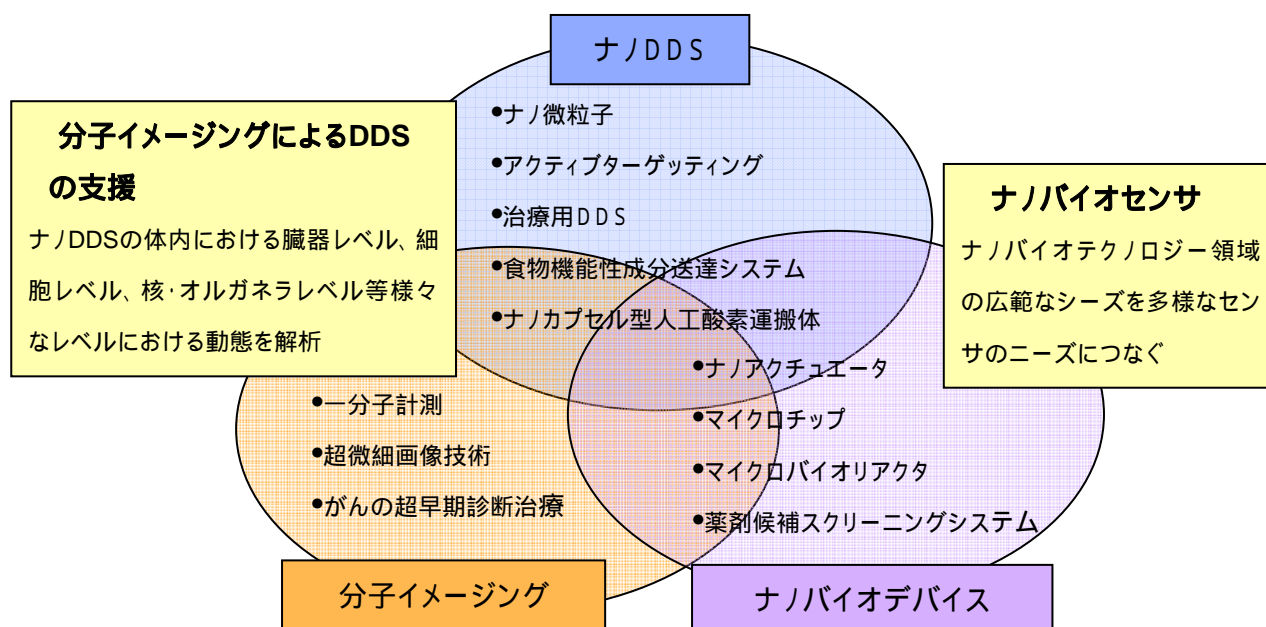 ナノDDS
•ナノ微粒子
•アクティブターゲッティング
•治療用DDS
•食物機能性成分送達システム
•ナノカプセル型人工酸素運搬体
分子イメージングによるDDS
の支援
ナノDDSの体内における臓器レベル、細
胞レベル、核・オルガネラレベル等様々
なレベルにおける動態を解析
ナノバイオセンサ
ナノバイオテクノロジー領域
の広範なシーズを多様なセン
サのニーズにつなぐ
•一分子計測
•超微細画像技術
•がんの超早期診断治療
•ナノアクチュエータ
•マイクロチップ
•マイクロバイオリアクタ
•薬剤候補スクリーニングシステム
分子イメージング
ナノバイオデバイス